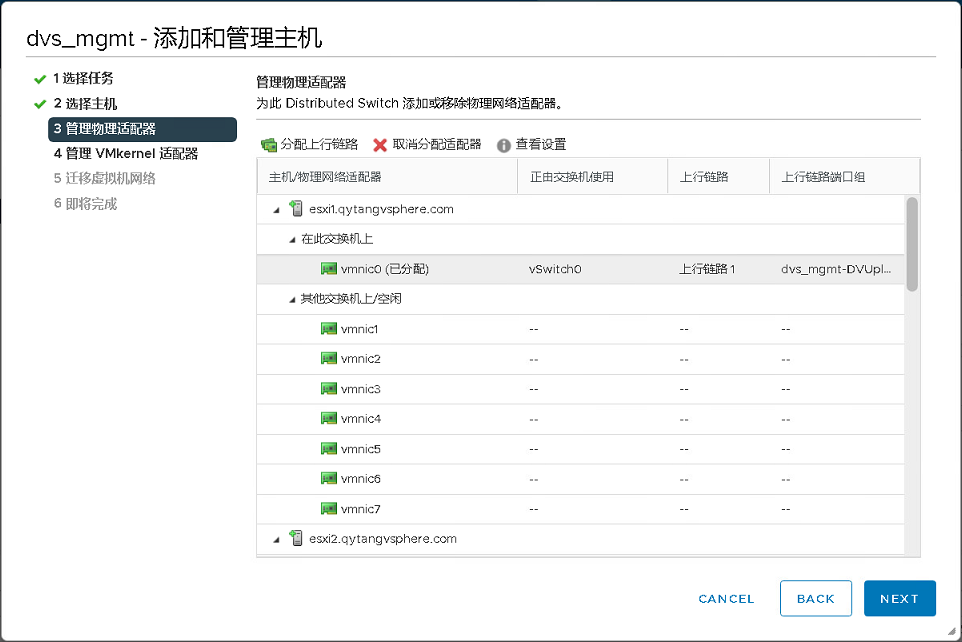 dvs_mgmt - 添加和管理主机
1 选择任务
2 选择主机
3 管理物理适配器
4 管理 VMkernel 适配器
5 迁移虚拟机网络
6 即将完成
管理物理适配器
为此 Distributed Switch 添加或移除物理网络适配器。
分配上行链路 取消分配适配器 查看设置
主机/物理网络适配器 正由交换机使用 上行链路 上行链路端口组
esxi1.qytangvsphere.com
在此交换机上
vmnic0 (已分配) vSwitch0 上行链路 1 dvs_mgmt-DVUpl...
其他交换机上/空闲
vmnic1 -- -- --
vmnic2 -- -- --
vmnic3 -- -- --
vmnic4 -- -- --
vmnic5 -- -- --
vmnic6 -- -- --
vmnic7 -- -- --
esxi2.qytangvsphere.com
CANCEL BACK NEXT